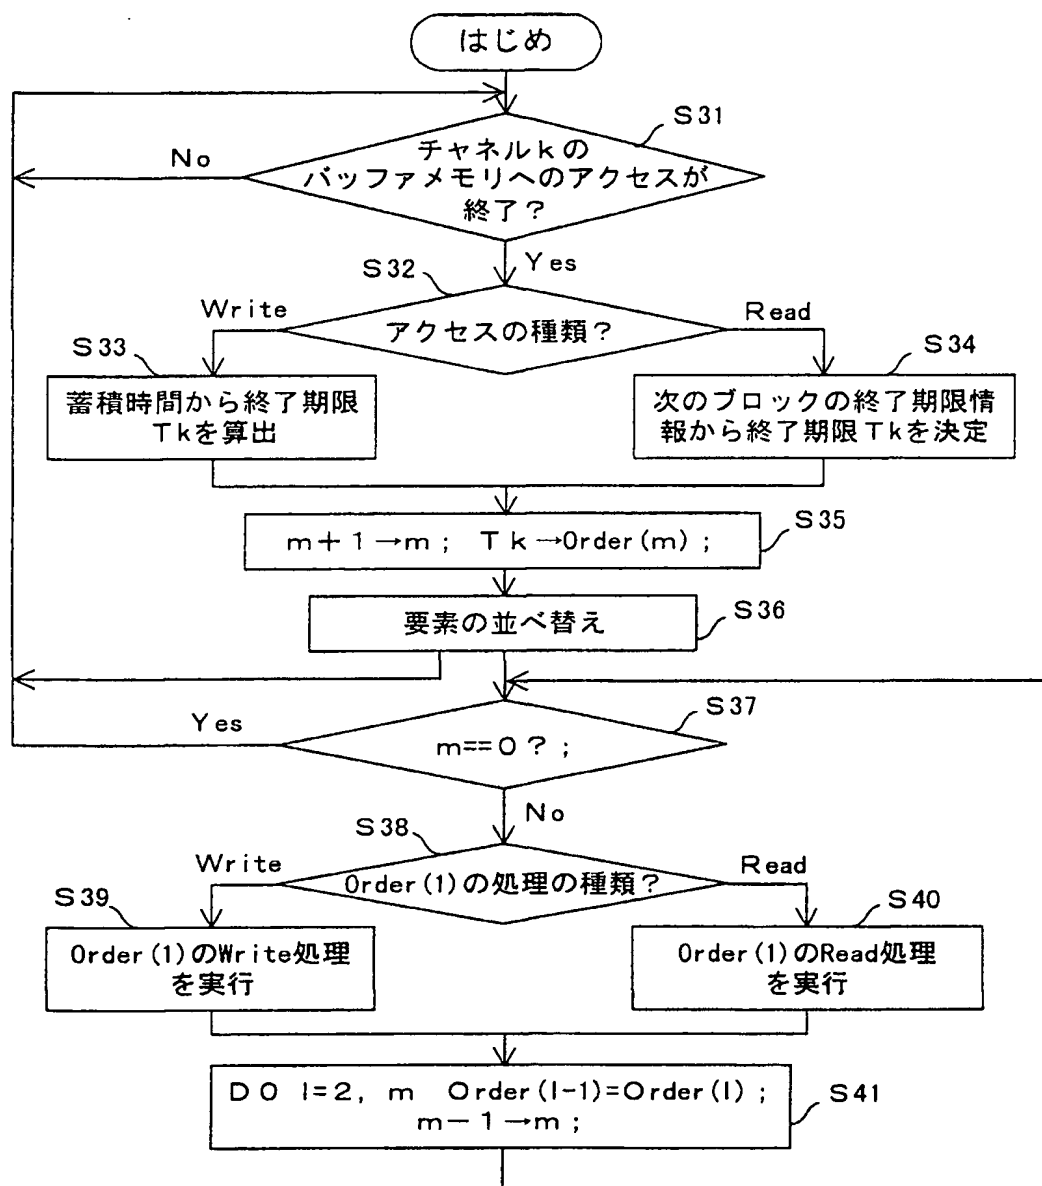 はじめ
S31
チャネルkの
バッファメモリへのアクセスが
終了?
No
Yes
S32
アクセスの種類?
Write
Read
S33
蓄積時間から終了期限
Tkを算出
S34
次のブロックの終了期限情
報から終了期限Tkを決定
m+1→m; Tk→Order(m);
S35
要素の並べ替え
S36
S37
Yes
m==0?;
No
S38
Write
Order(1)の処理の種類?
Read
S39
Order(1)のWrite処理
を実行
S40
Order(1)のRead処理
を実行
DO l=2, m Order(l-1)=Order(l);
m-1→m;
S41